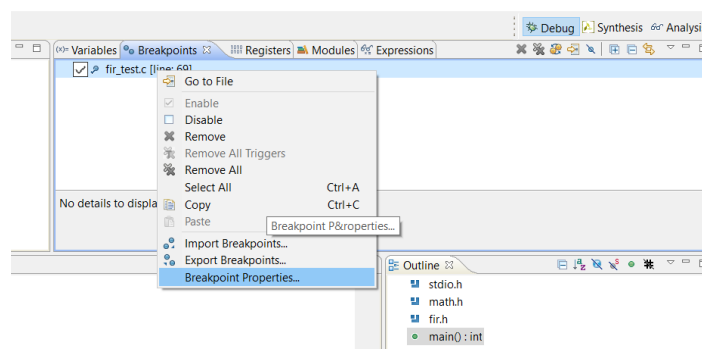 Debug Synthesis Analysi
Variables Breakpoints Registers Modules Expressions
fir_test.c [line: 69]
Go to File
Enable
Disable
Remove
Remove All Triggers
Remove All
Select All Ctrl+A
No details to displa
Copy Ctrl+C
Paste
Breakpoint P&roperties...
Import Breakpoints...
Export Breakpoints...
Breakpoint Properties...
Outline
stdio.h
math.h
fir.h
main() : int